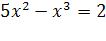 5x² − x³ = 2